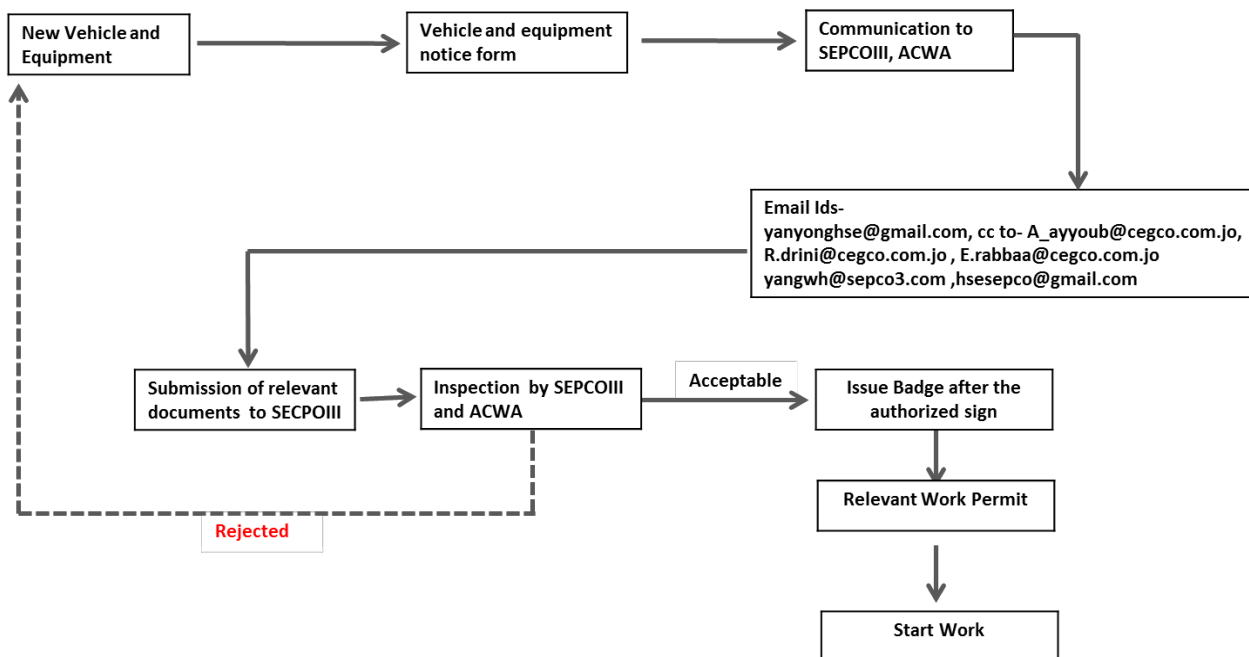 New Vehicle and
Equipment
Vehicle and equipment
notice form
Communication to
SEPCOIII, ACWA
Email Ids-
yanyonghse@gmail.com, cc to- A_ayyoub@cegco.com.jo,
R.drini@cegco.com.jo , E.rabbaa@cegco.com.jo
yangwh@sepco3.com ,hsesepco@gmail.com
Submission of relevant
documents to SECPOIII
Inspection by SEPCOIII
and ACWA
Acceptable
Issue Badge after the
authorized sign
Relevant Work Permit
Rejected
Start Work